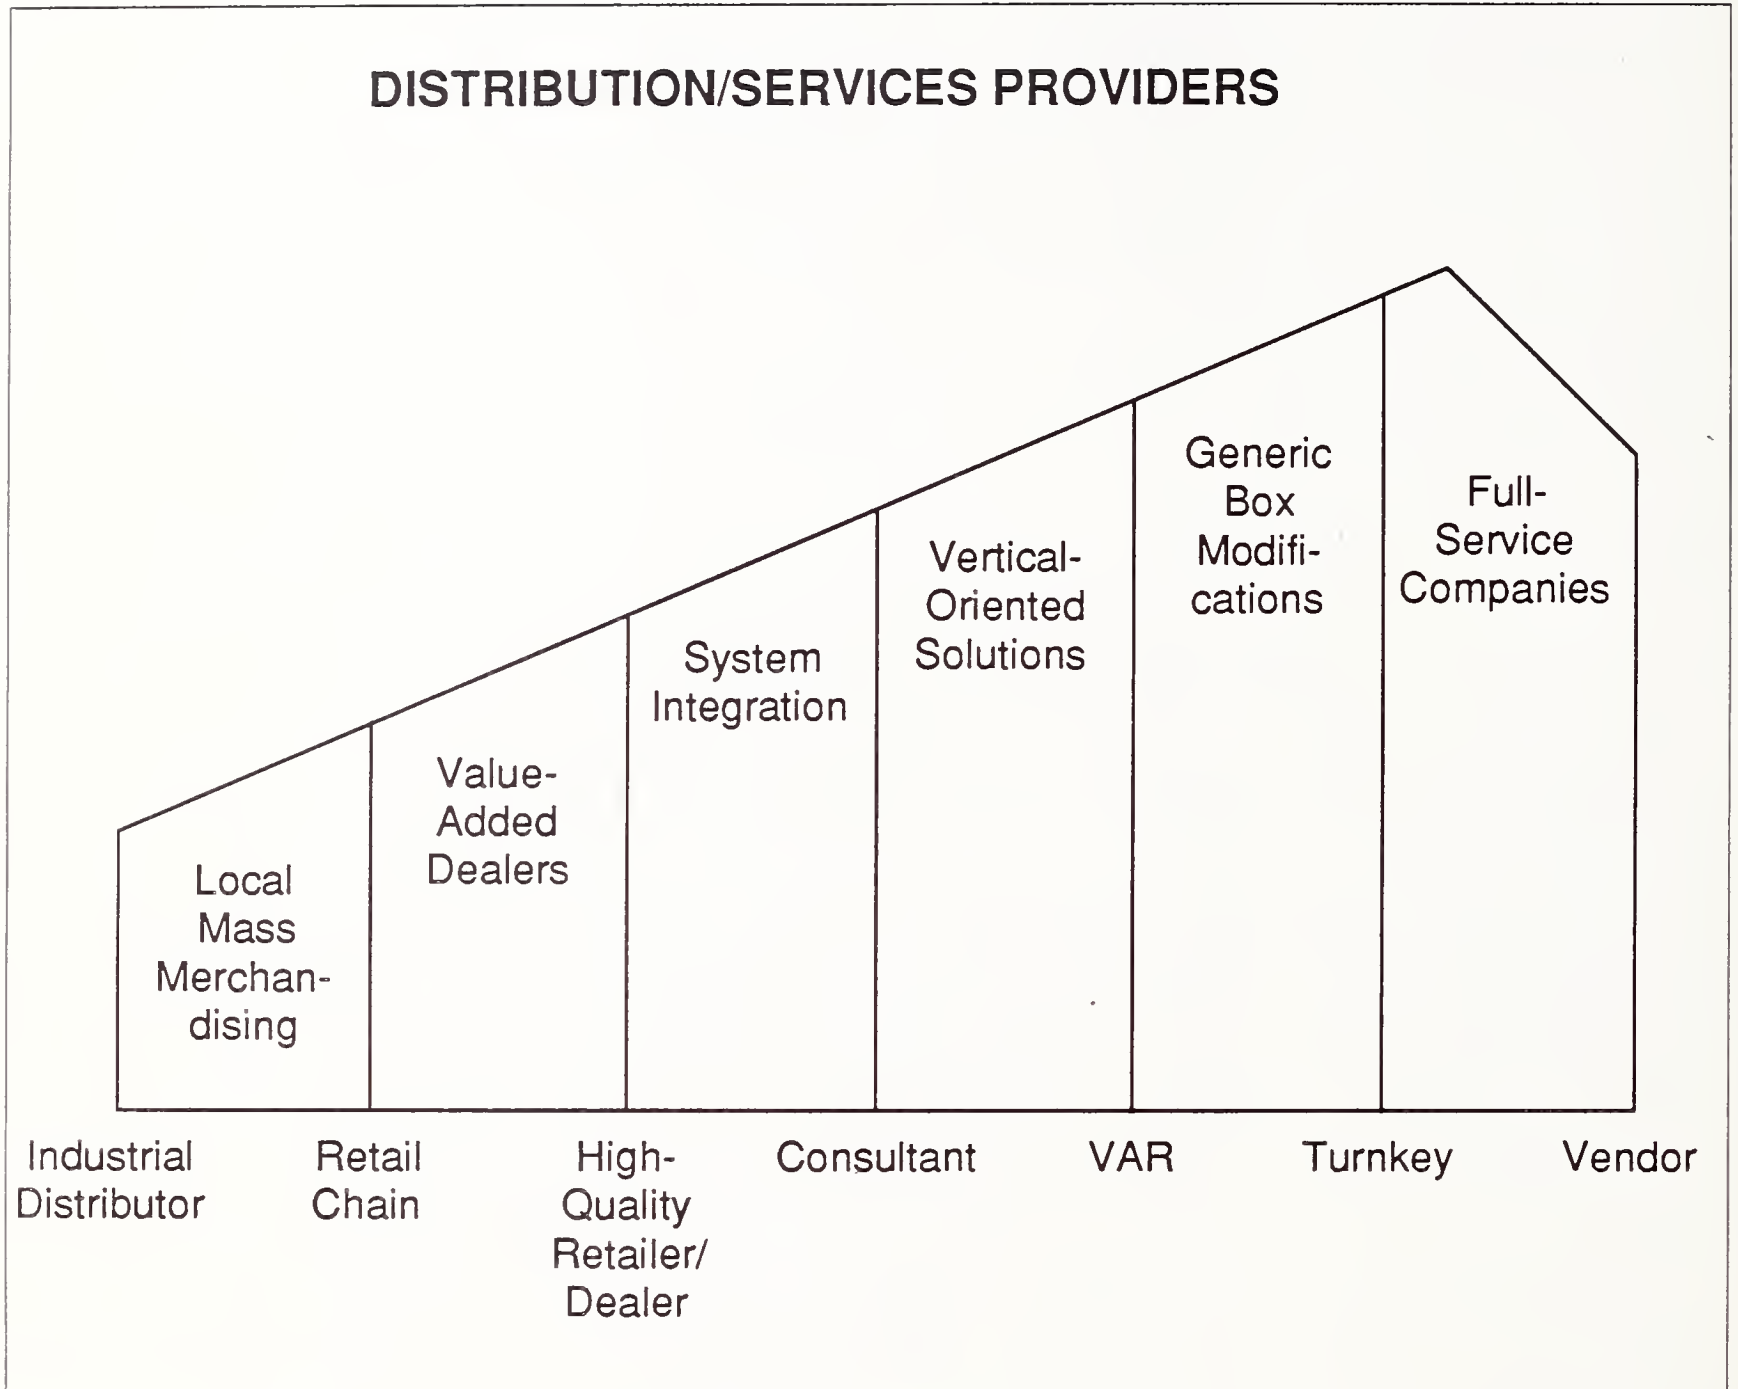 DISTRIBUTION/SERVICES PROVIDERS
Local
Mass
Merchan-
dising
Value-
Added
Dealers
System
Integration
Vertical-
Oriented
Solutions
Generic
Box
Modifi-
cations
Full-
Service
Companies
Industrial
Distributor
Retail
Chain
High-
Quality
Retailer/
Dealer
Consultant
VAR
Turnkey
Vendor